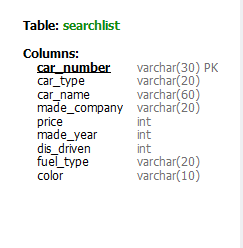 Table: searchlist
Columns:
car_number varchar(30) PK
car_type varchar(20)
car_name varchar(60)
made_company varchar(20)
price int
made_year int
dis_driven int
fuel_type varchar(20)
color varchar(10)